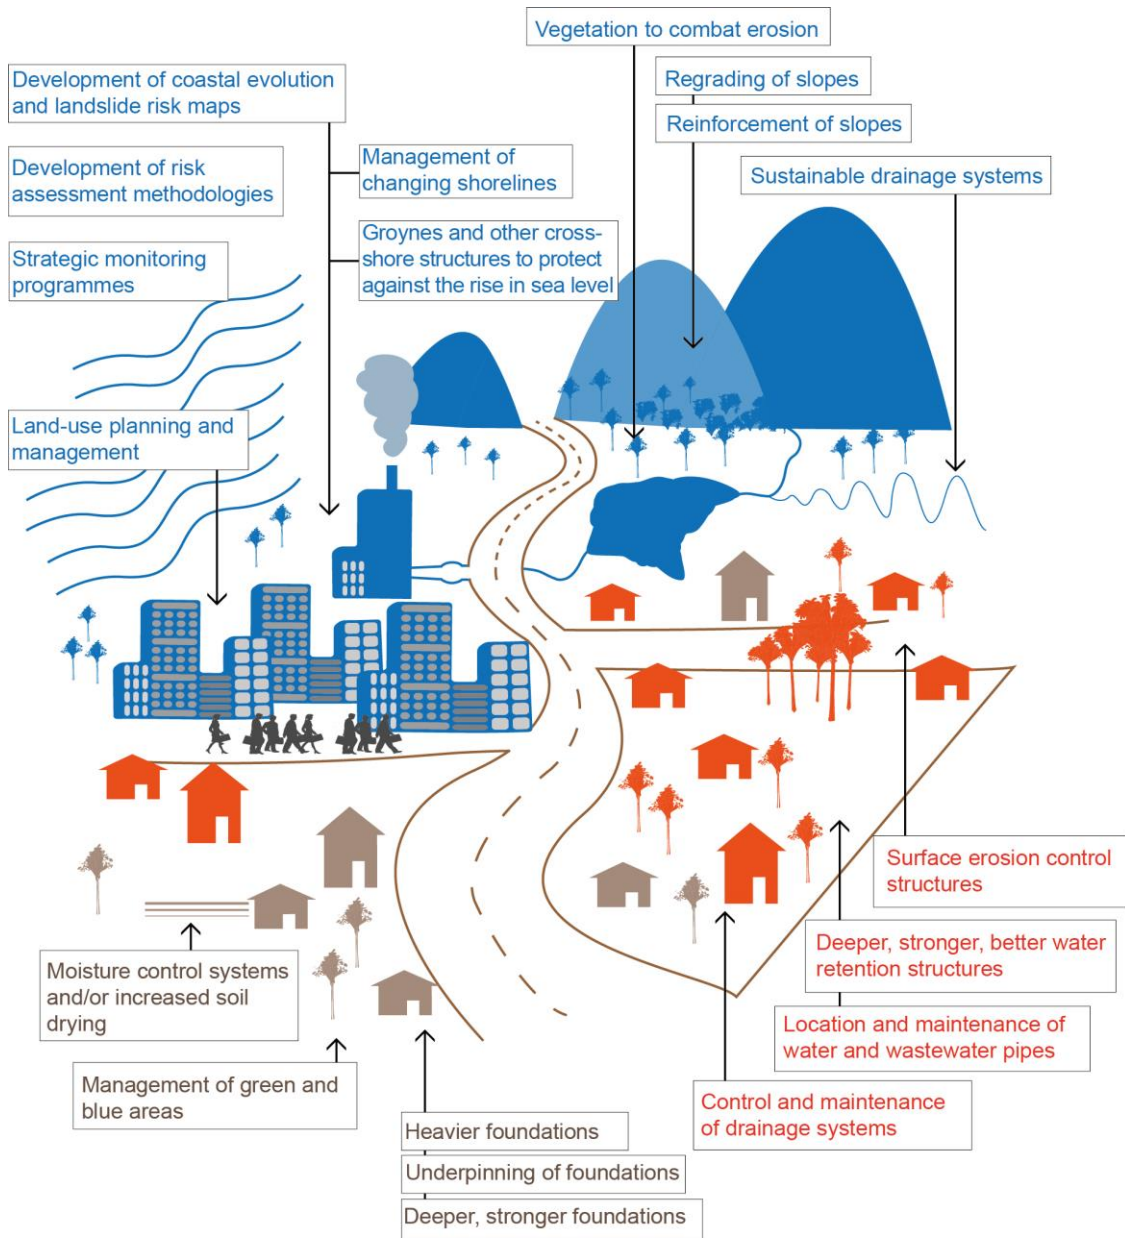 Vegetation to combat erosion
Development of coastal evolution
and landslide risk maps
Regrading of slopes
Reinforcement of slopes
Development of risk
assessment methodologies
Management of
changing shorelines
Sustainable drainage systems
Strategic monitoring
programmes
Groynes and other cross-
shore structures to protect
against the rise in sea level
Land-use planning and
management
Surface erosion control
structures
Deeper, stronger, better water
retention structures
Moisture control systems
and/or increased soil
drying
Location and maintenance of
water and wastewater pipes
Management of green and
blue areas
Control and maintenance
of drainage systems
Heavier foundations
Underpinning of foundations
Deeper, stronger foundations